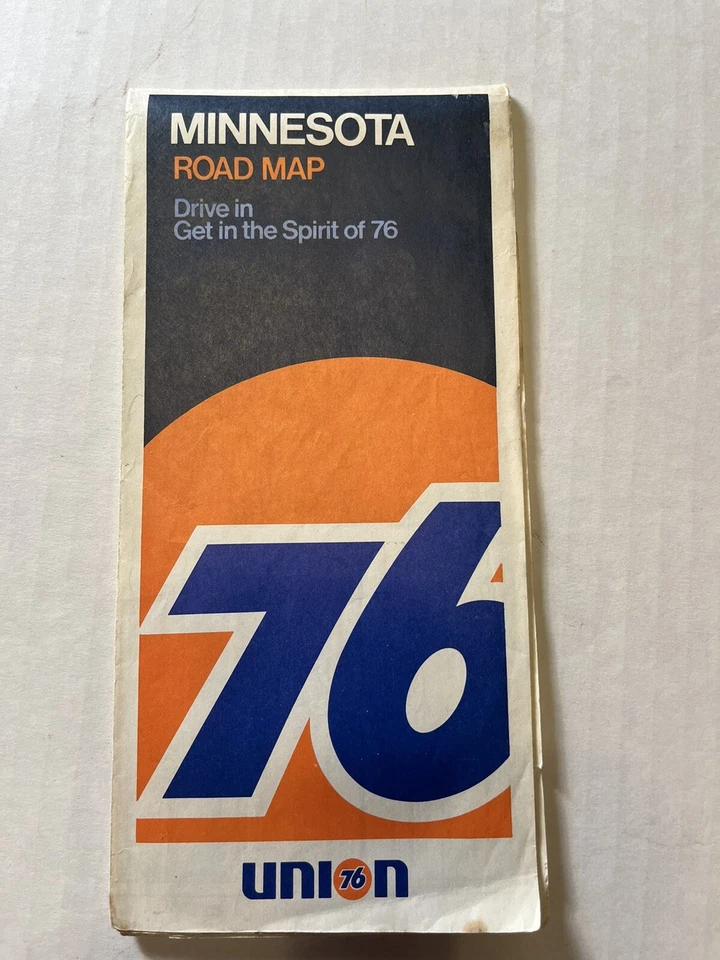 MINNESOTA
ROAD MAP
Drive in
Get in the Spirit of 76
76
union
76